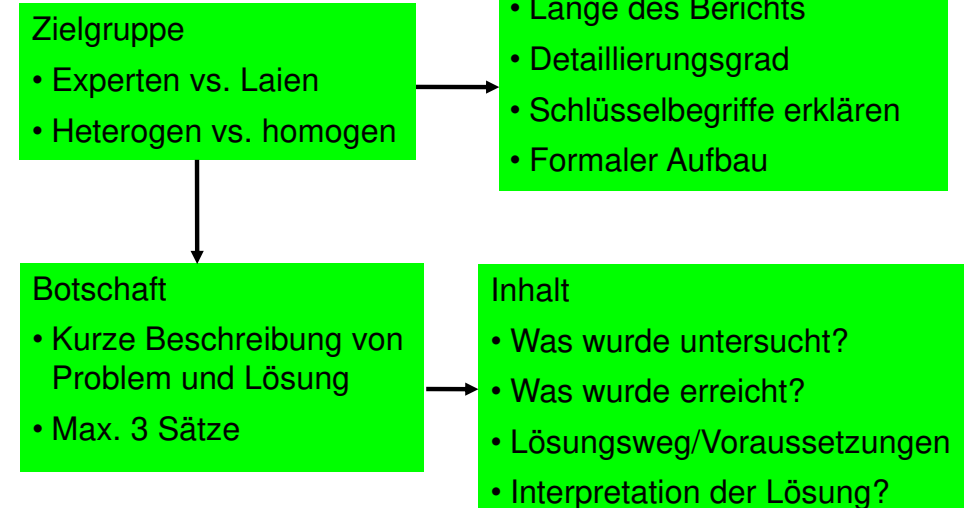 Zielgruppe
• Experten vs. Laien
• Heterogen vs. homogen
• Länge des Berichts
• Detaillierungsgrad
• Schlüsselbegriffe erklären
• Formaler Aufbau
Botschaft
• Kurze Beschreibung von
Problem und Lösung
• Max. 3 Sätze
Inhalt
• Was wurde untersucht?
• Was wurde erreicht?
• Lösungsweg/Voraussetzungen
• Interpretation der Lösung?